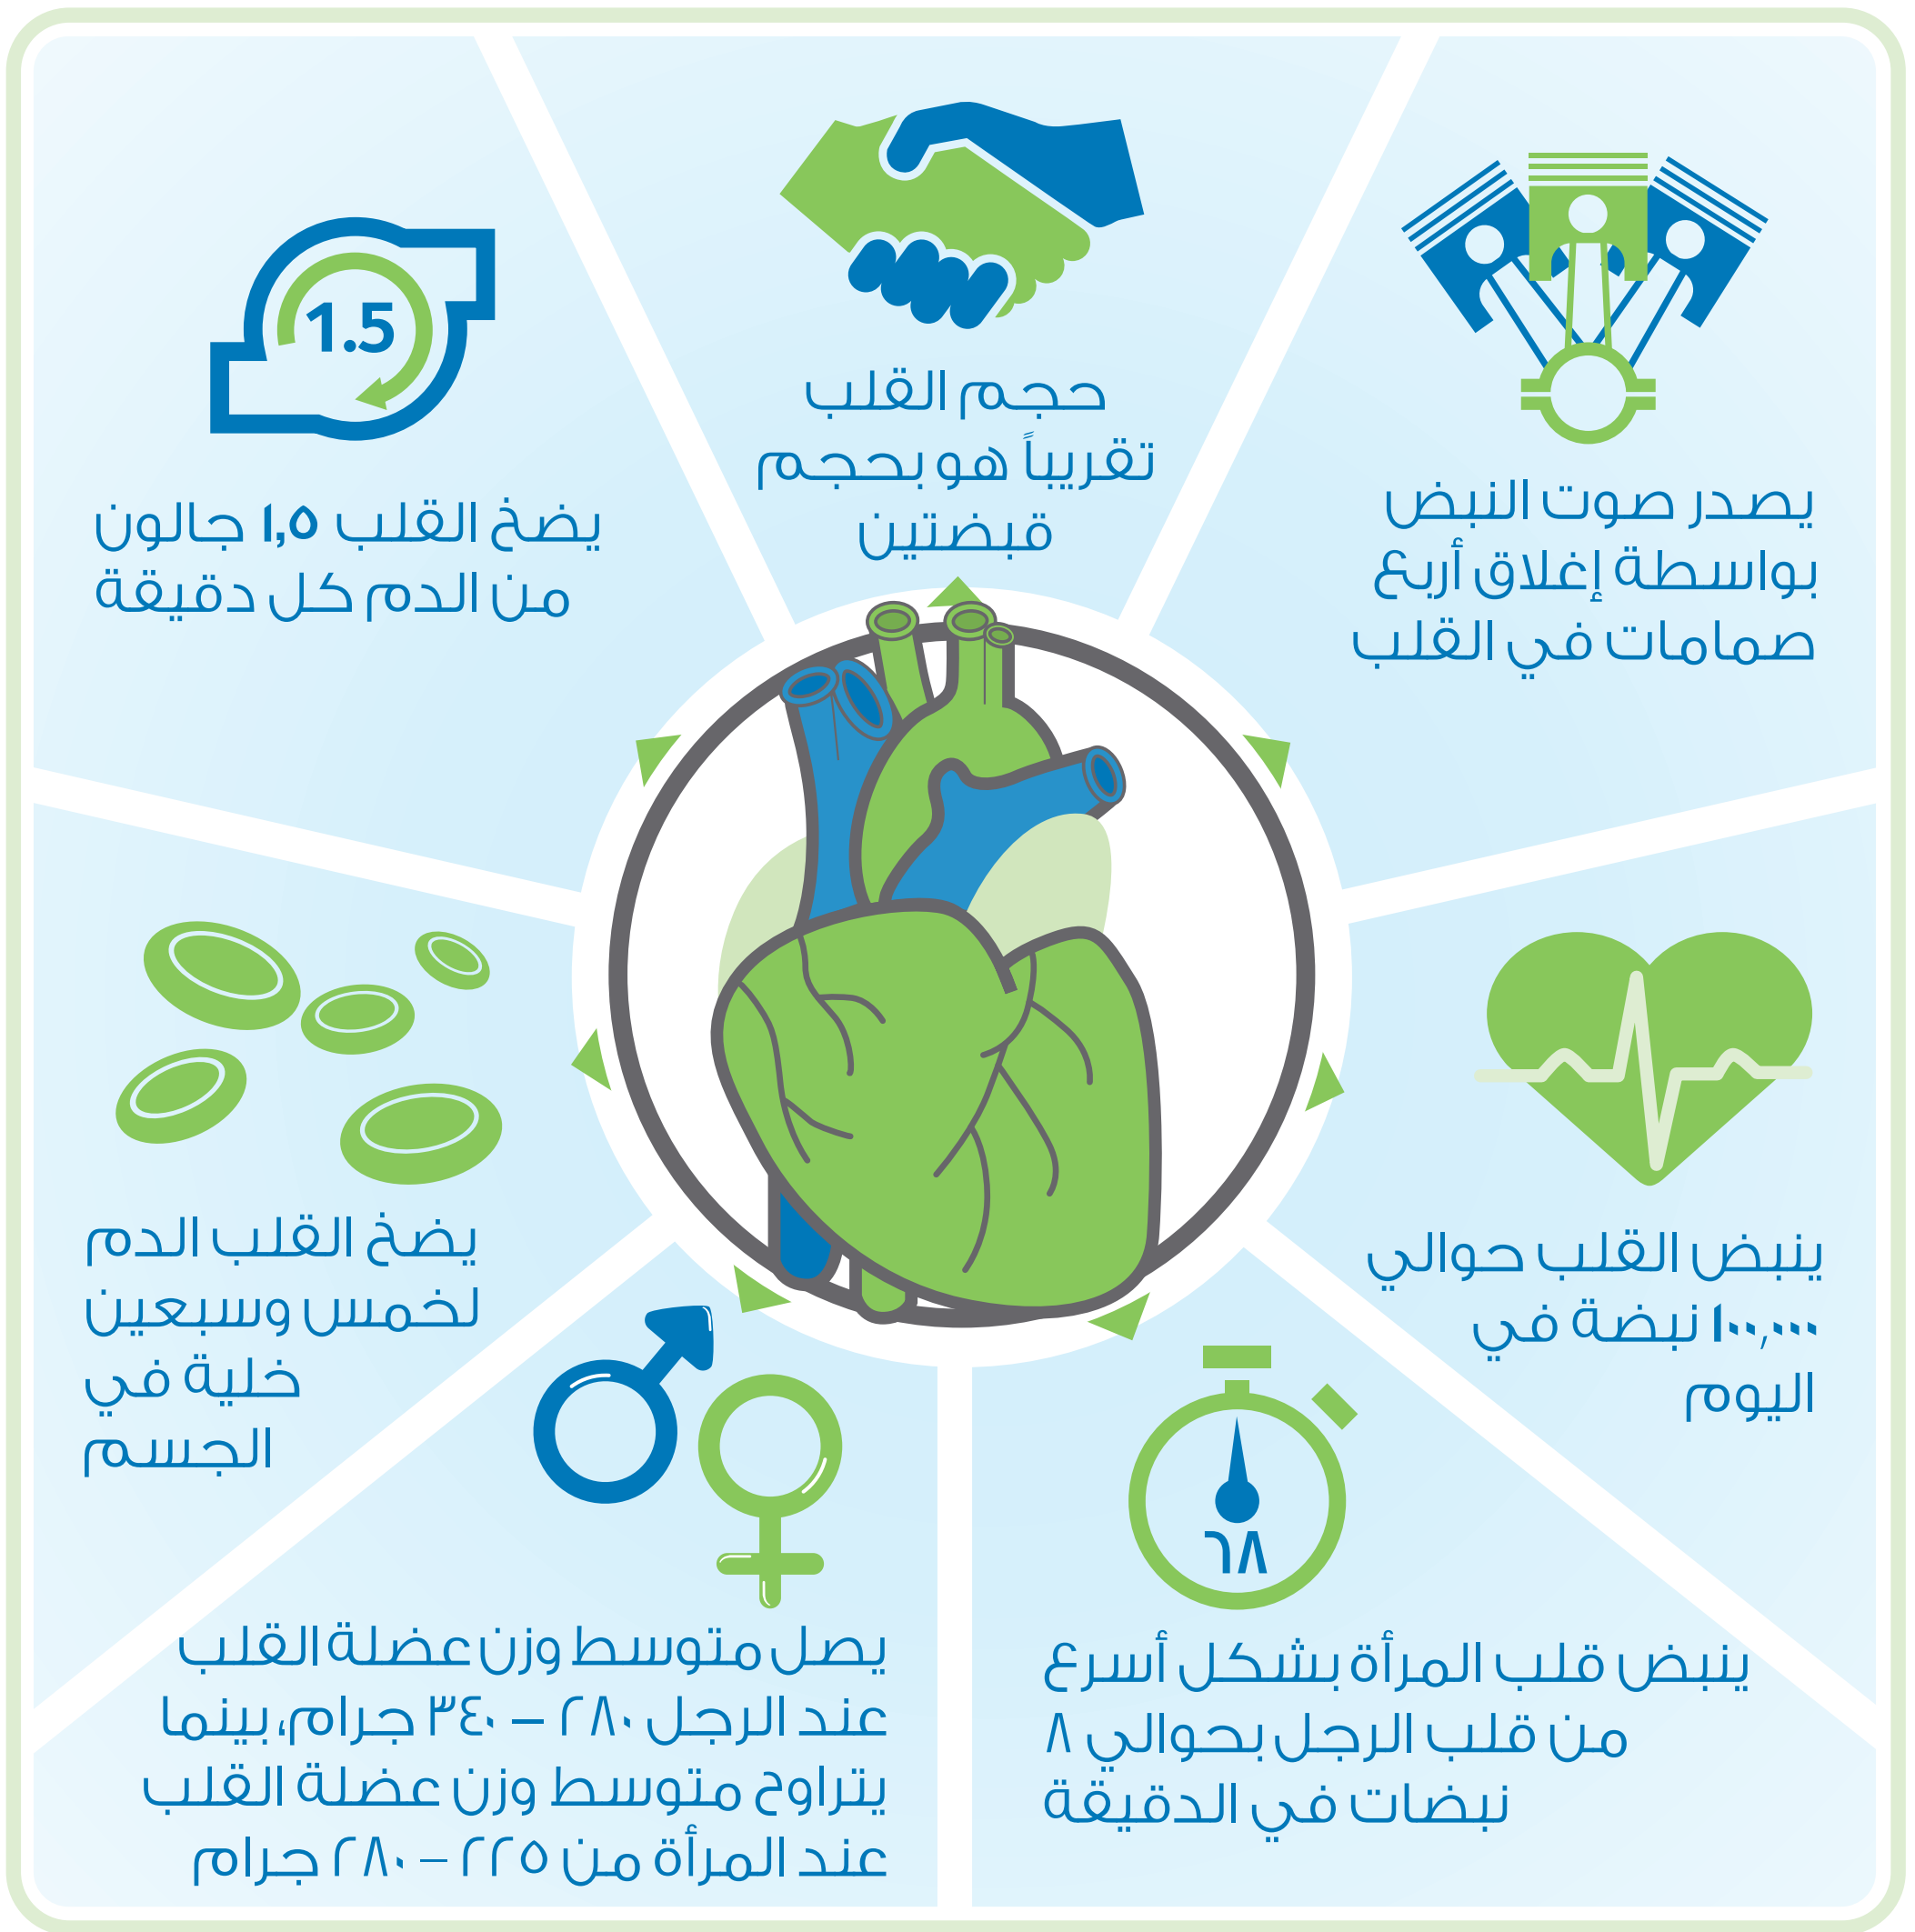 حجم القلب
تقريباً هو بحجم
قبضتين
يصدر صوت النبض
بواسطة إغلاق أربع
صمامات في القلب
ينبض القلب حوالي
١٠٠,٠٠٠ نبضة في
اليوم
٦٨
ينبض قلب المرأة بشكل أسرع
من قلب الرجل بحوالي ٨
نبضات في الدقيقة
يصل متوسط وزن عضلة القلب
عند الرجل ٢٨٠ – ٣٤٠ جرام، بينما
يتراوح متوسط وزن عضلة القلب
عند المرأة من ٢٢٥ – ٢٨٠ جرام
يضخ القلب الدم
لخمس وسبعين
خلية في
الجسم
1.5
يضخ القلب ١,٥ جالون
من الدم كل دقيقة